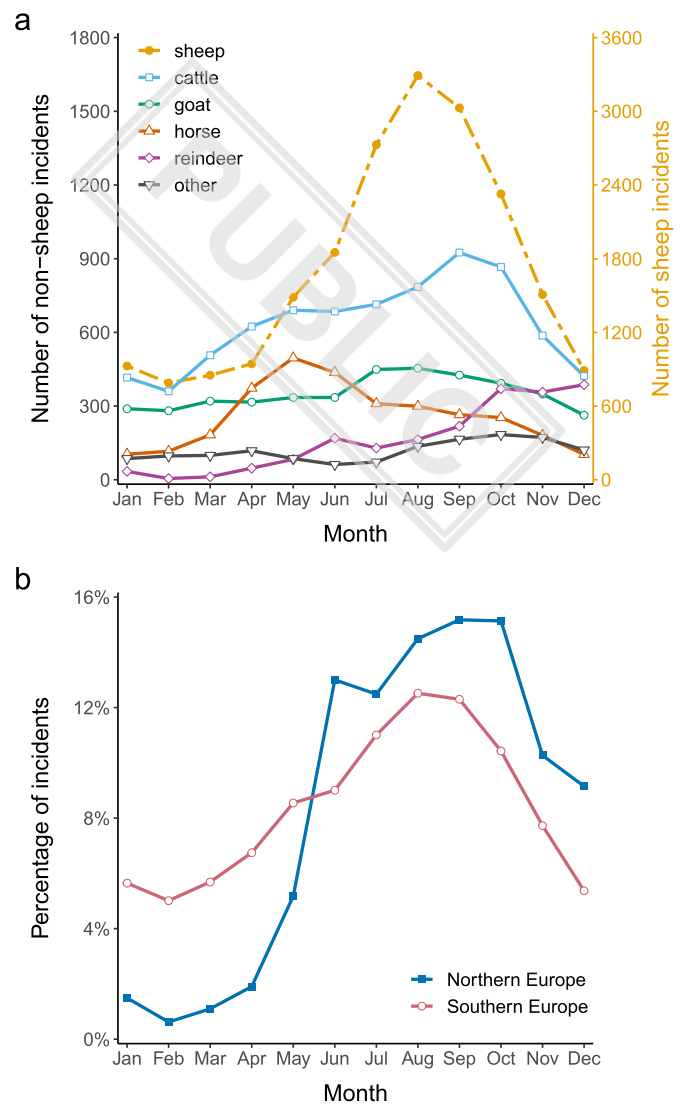 a
1800
1500
1200
900
600
300
0
3600
3000
2400
1800
1200
600
0
sheep
cattle
goat
horse
reindeer
other
Number of non−sheep incidents
Number of sheep incidents
PUBLIC
Jan Feb Mar Apr May Jun Jul Aug Sep Oct Nov Dec
Month
b
16%
12%
8%
4%
0%
Percentage of incidents
Northern Europe
Southern Europe
Jan Feb Mar Apr May Jun Jul Aug Sep Oct Nov Dec
Month